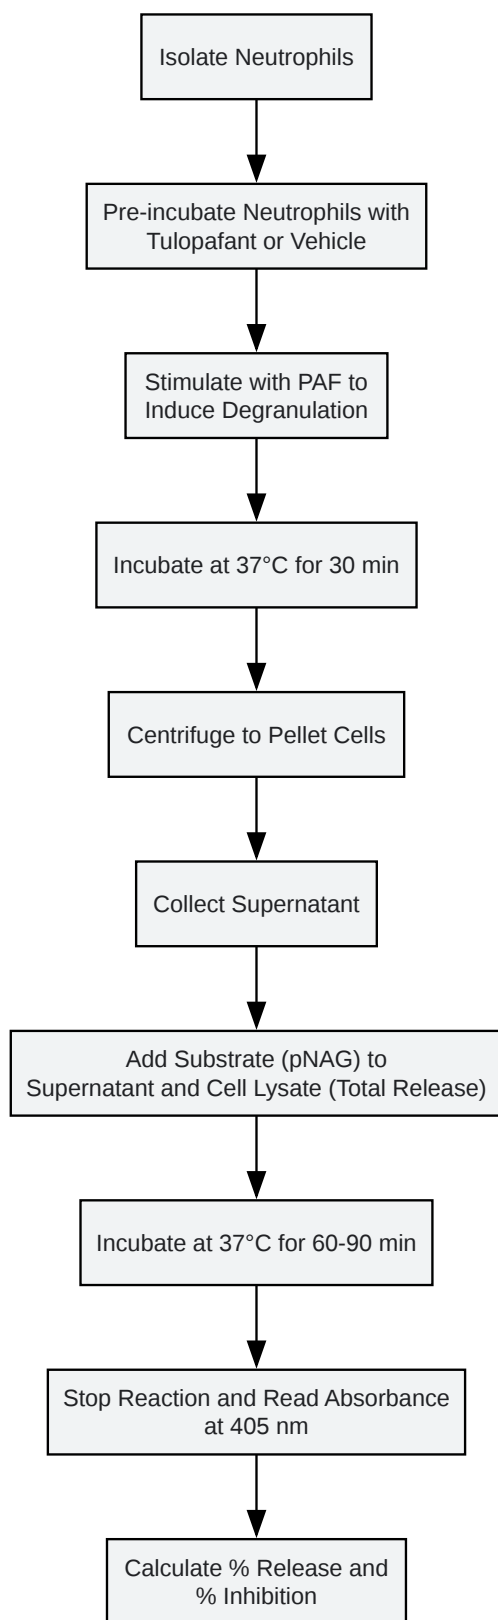 Isolate Neutrophils
Pre-incubate Neutrophils with
Tulopafant or Vehicle
Stimulate with PAF to
Induce Degranulation
Incubate at 37°C for 30 min
Centrifuge to Pellet Cells
Collect Supernatant
Add Substrate (pNAG) to
Supernatant and Cell Lysate (Total Release)
Incubate at 37°C for 60-90 min
Stop Reaction and Read Absorbance
at 405 nm
Calculate % Release and
% Inhibition